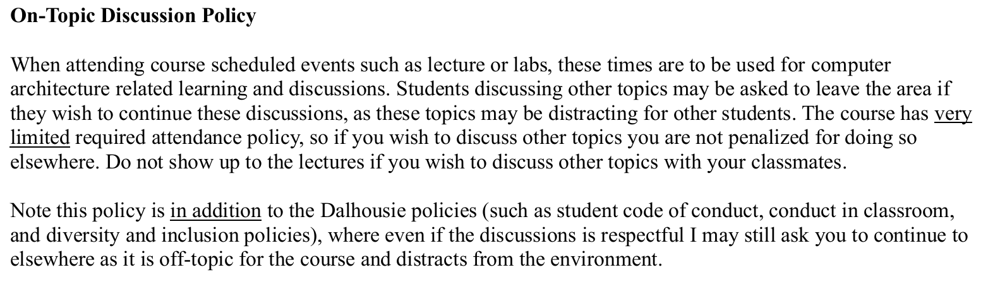 On-Topic Discussion Policy
When attending course scheduled events such as lecture or labs, these times are to be used for computer
architecture related learning and discussions. Students discussing other topics may be asked to leave the area if
they wish to continue these discussions, as these topics may be distracting for other students. The course has very
limited required attendance policy, so if you wish to discuss other topics you are not penalized for doing so
elsewhere. Do not show up to the lectures if you wish to discuss other topics with your classmates.
Note this policy is in addition to the Dalhousie policies (such as student code of conduct, conduct in classroom,
and diversity and inclusion policies), where even if the discussions is respectful I may still ask you to continue to
elsewhere as it is off-topic for the course and distracts from the environment.